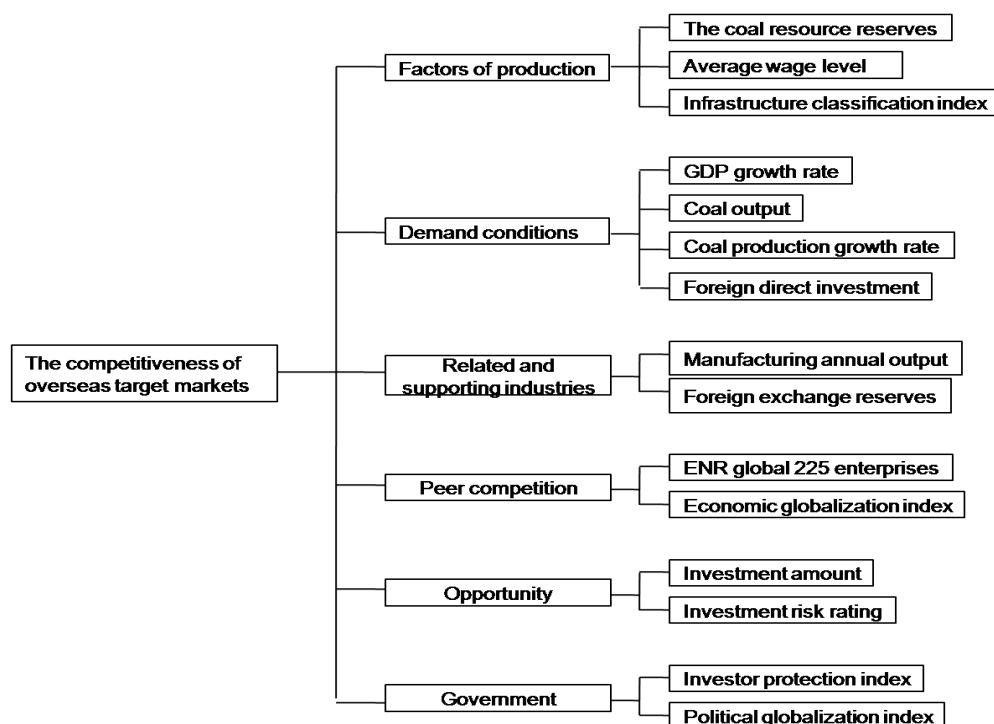 The competitiveness of
overseas target markets
Factors of production
The coal resource reserves
Average wage level
Infrastructure classification index
Demand conditions
GDP growth rate
Coal output
Coal production growth rate
Foreign direct investment
Related and
supporting industries
Manufacturing annual output
Foreign exchange reserves
Peer competition
ENR global 225 enterprises
Economic globalization index
Opportunity
Investment amount
Investment risk rating
Government
Investor protection index
Political globalization index